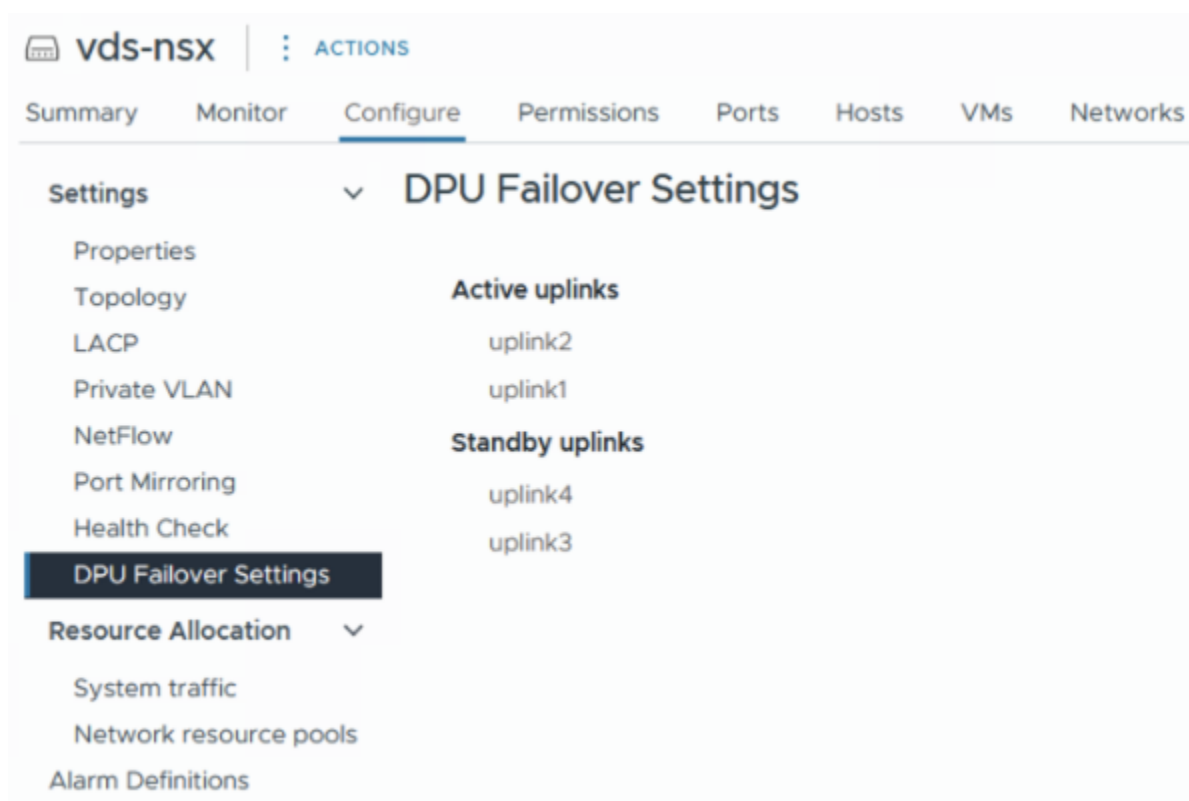 vds-nsx ACTIONS
Summary Monitor Configure Permissions Ports Hosts VMs Networks
Settings
Properties
Topology
LACP
Private VLAN
NetFlow
Port Mirroring
Health Check
DPU Failover Settings
Resource Allocation
System traffic
Network resource pools
Alarm Definitions
DPU Failover Settings
Active uplinks
uplink2
uplink1
Standby uplinks
uplink4
uplink3